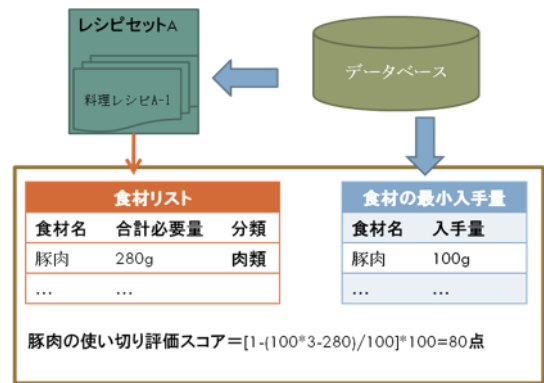 レシピセットA
データベース
料理レシピA-1
食材リスト
食材名 合計必要量 分類
豚肉 280g 肉類
… …
食材の最小入手量
食材名 入手量
豚肉 100g
… …
豚肉の使い切り評価スコア=[1-(100*3-280)/100]*100=80点